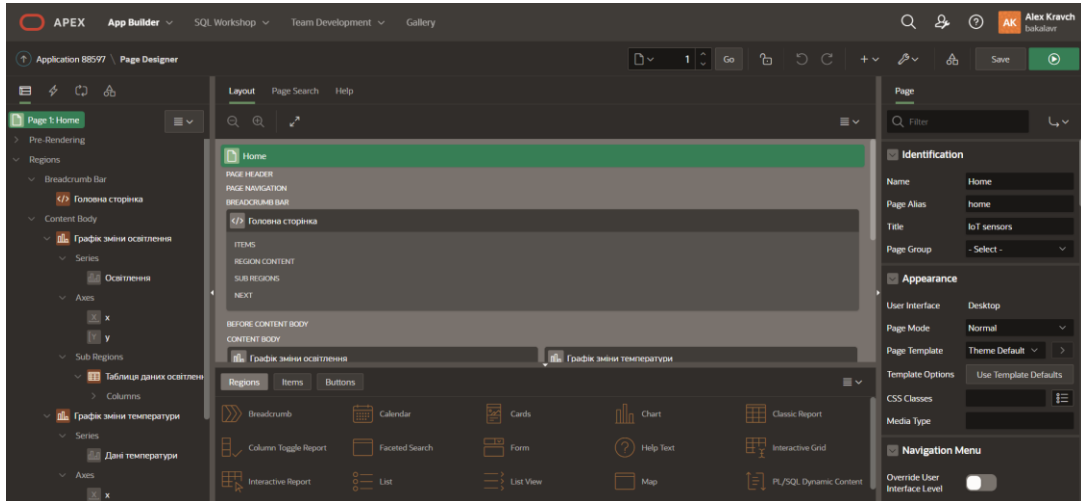 APEX App Builder SQL Workshop Team Development Gallery AK Alex Kravch
bakalavr
Application 88597 \ Page Designer 1 Go Save
Layout Page Search Help
Page
Page 1: Home
Pre-Rendering
Regions
Breadcrumb Bar
Головна сторінка
Content Body
Графік зміни освітлення
Series
Освітлення
Axes
x
y
Sub Regions
Таблиця даних освітлен
Columns
Графік зміни температури
Series
Дані температури
Axes
x
Home
PAGE HEADER
PAGE NAVIGATION
BREADCRUMB BAR
Головна сторінка
ITEMS
REGION CONTENT
SUB REGIONS
NEXT
BEFORE CONTENT BODY
CONTENT BODY
Графік зміни освітлення Графік зміни температури
Regions Items Buttons
Breadcrumb Calendar Cards Chart Classic Report
Column Toggle Report Faceted Search Form Help Text Interactive Grid
Interactive Report List List View Map PL/SQL Dynamic Content
Filter
Identification
Name Home
Page Alias home
Title IoT sensors
Page Group - Select -
Appearance
User Interface Desktop
Page Mode Normal
Page Template Theme Default
Template Options Use Template Defaults
CSS Classes
Media Type
Navigation Menu
Override User
Interface Level